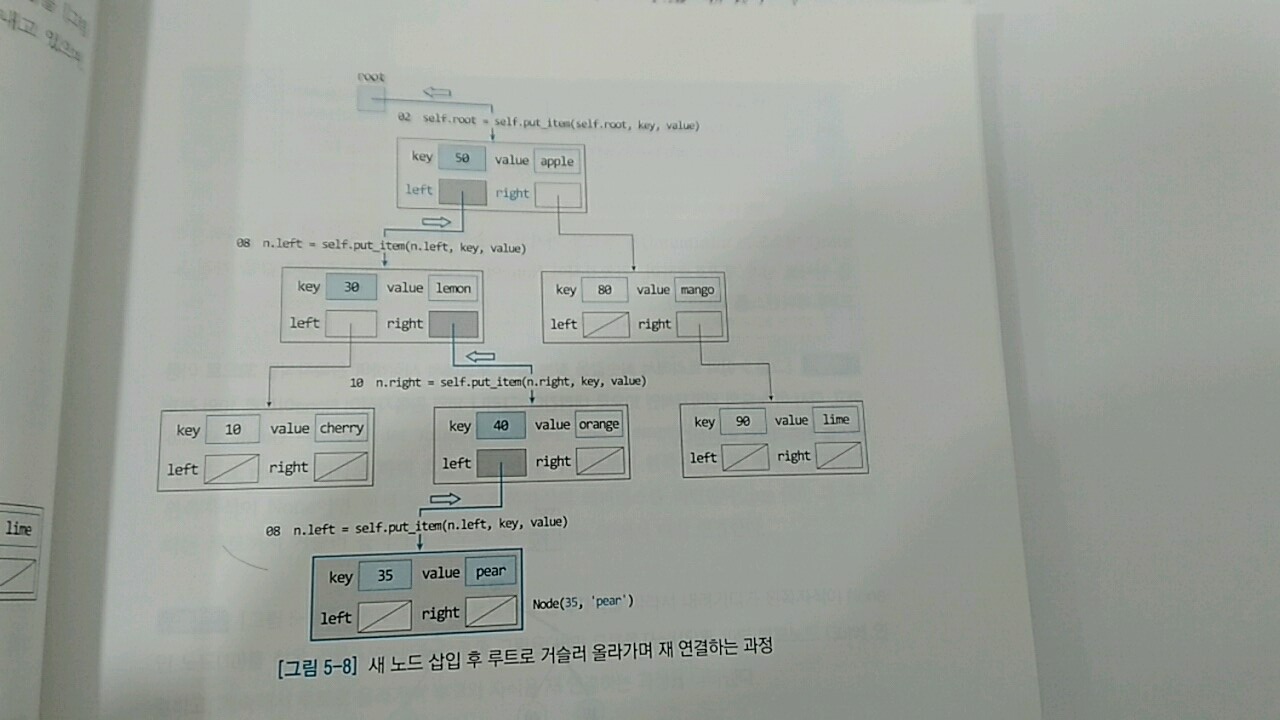 내고 있으며
root
02 self.root = self.put_item(self.root, key, value)
key 50 value apple
left right
08 n.left = self.put_item(n.left, key, value)
key 30 value lemon
left right
key 80 value mango
left right
10 n.right = self.put_item(n.right, key, value)
key 10 value cherry
left right
key 40 value orange
left right
key 90 value lime
left right
lime
08 n.left = self.put_item(n.left, key, value)
key 35 value pear
left right
Node(35, 'pear')
[그림 5-8] 새 노드 삽입 후 루트로 거슬러 올라가며 재 연결하는 과정